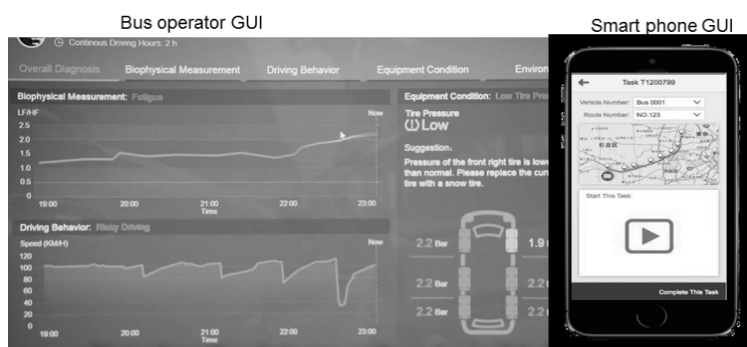 Bus operator GUI
Smart phone GUI
Continous Driving Hours: 2 h
Overall Diagnosis
Biophysical Measurement
Driving Behavior
Equipment Condition
Environ
Biophysical Measurement: Fatigue
LF/HF
Now
2.5
2.0
1.5
1.0
0.5
0
19:00 20:00 21:00 22:00 23:00
Time
Driving Behavior: Risky Driving
Speed (KM/H)
Now
120
100
80
60
40
20
0
19:00 20:00 21:00 22:00 23:00
Time
Equipment Condition: Low Tire Pres
Tire Pressure
Low
Suggestion:
Pressure of the front right tire is lowe
than normal. Please replace the curr
tire with a snow tire.
2.2 Bar 1.9
2.2 Bar 2.2
2.2 Bar 2.2
Task T1200799
Vehicle Number: Bus 0001
Route Number: NO.123
Start This Task
Complete This Task